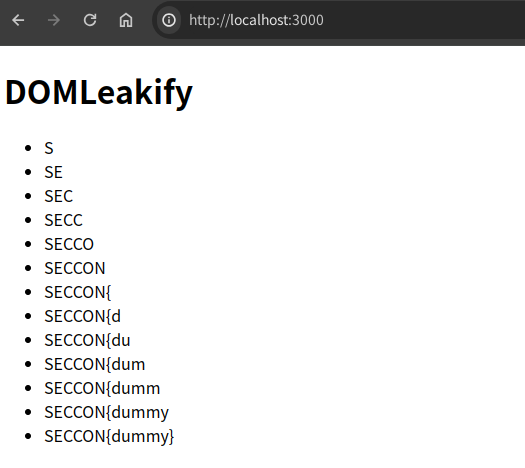 http://localhost:3000
DOMLeakify
S
SE
SEC
SECC
SECCO
SECCON
SECCON{
SECCON{d
SECCON{du
SECCON{dum
SECCON{dumm
SECCON{dummy
SECCON{dummy}